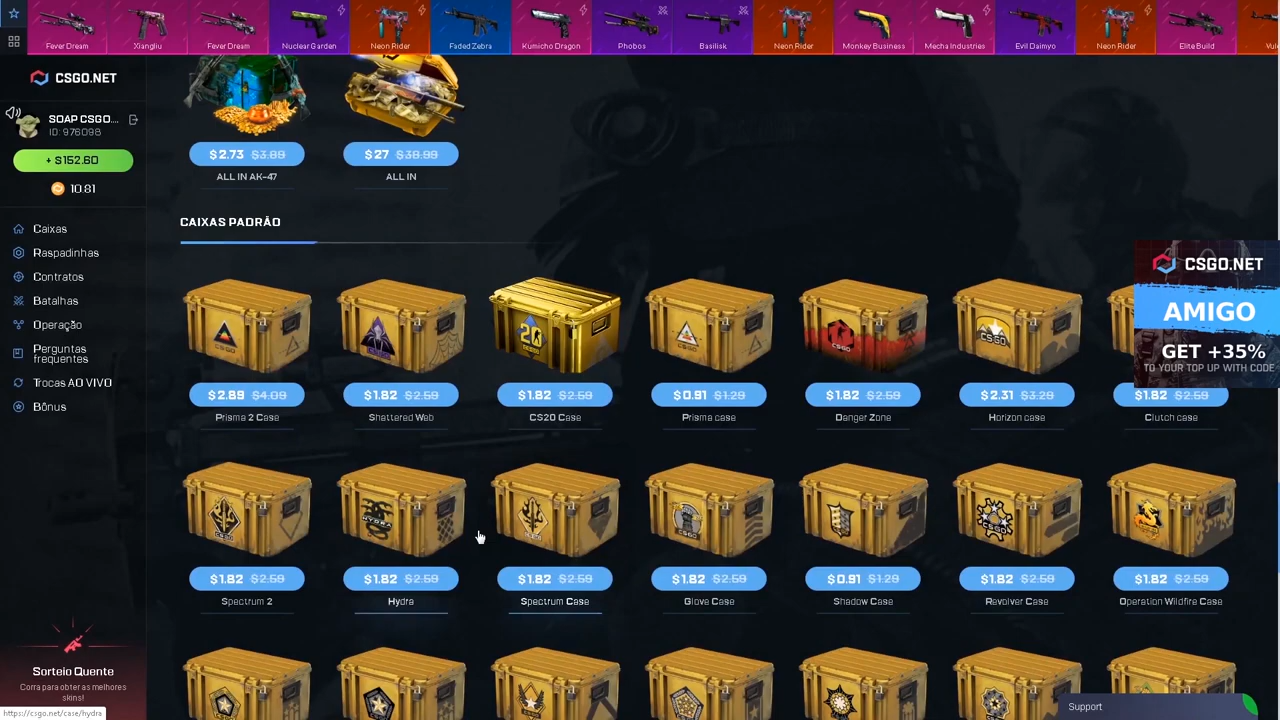 Fever Dream
Xiangliu
Fever Dream
Nuclear Garden
Neon Rider
Faded Zebra
Kumicho Dragon
Phobos
Basilisk
Neon Rider
Monkey Business
Mecha Industries
Evil Daimyo
Neon Rider
Elite Build
CSGO.NET
SOAP CSGO....
ID: 976098
+ $152.60
10.81
Caixas
Raspadinhas
Contratos
Batalhas
Operação
Perguntas
frequentes
Trocas AO VIVO
Bônus
Sorteio Quente
Corra para obter as melhores
skins!
https://csgo.net/case/hydra
$2.73 $3.88
$27 $38.99
ALL IN AK-47
ALL IN
CAIXAS PADRÃO
$2.89 $4.09
$1.82 $2.59
$1.82 $2.59
$0.91 $1.29
$1.82 $2.59
$2.31 $3.29
$1.82 $2.59
Prisma 2 Case
Shattered Web
CS20 Case
Prisma case
Danger Zone
Horizon case
Clutch case
CSGO.NET
AMIGO
GET +35%
TO YOUR TOP UP WITH CODE
$1.82 $2.59
$1.82 $2.59
$1.82 $2.59
$1.82 $2.59
$0.91 $1.29
$1.82 $2.59
$1.82 $2.59
Spectrum 2
Hydra
Spectrum Case
Glove Case
Shadow Case
Revolver Case
Operation Wildfire Case
Support